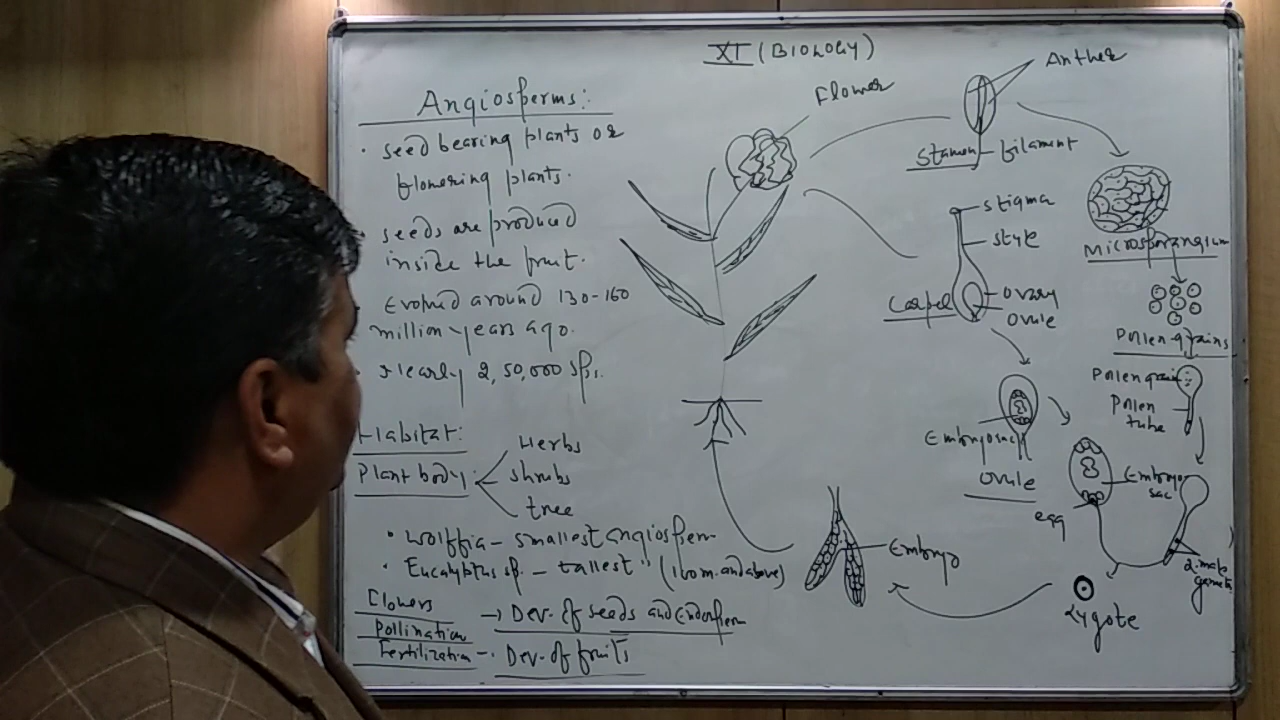 XI (BIOLOGY)
Angiosperms:
• Seed bearing plants or
flowering plants.
• seeds are produced
inside the fruit.
Evolved around 130-160
million years ago.
• Nearly 2,50,000 sps.
Habitat:
Plant body:
Herbs
shrubs
tree
• Wolffia - smallest angiosperm
• Eucalyptus sp. - tallest " (100m. and above)
Flowers
Pollination
Fertilization
→ Dev. of seeds and Endosperm
Dev. of fruits
Flower
Anther
Stamen
filament
Microsporangium
stigma
style
Carpel
ovary
ovule
Pollen grains
Pollen grain
Pollen
tube
Embryo sac
ovule
Embryo
sac
egg
2-male
gametes
Zygote
Embryo